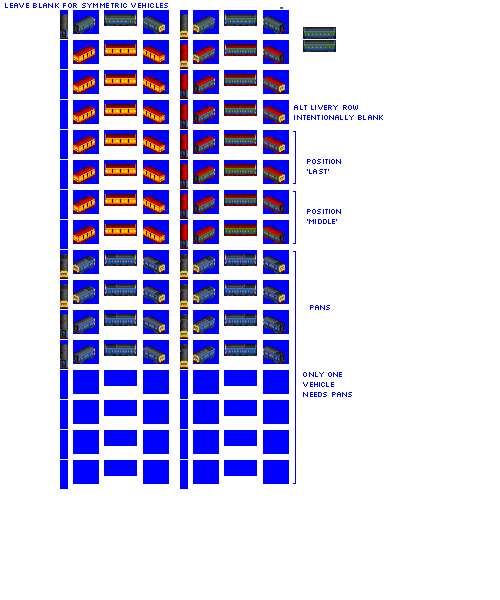 LEAVE BLANK FOR SYMMETRIC VEHICLES
ALT LIVERY ROW
INTENTIONALLY BLANK
POSITION
'LAST'
POSITION
'MIDDLE'
PANS
ONLY ONE
VEHICLE
NEEDS PANS